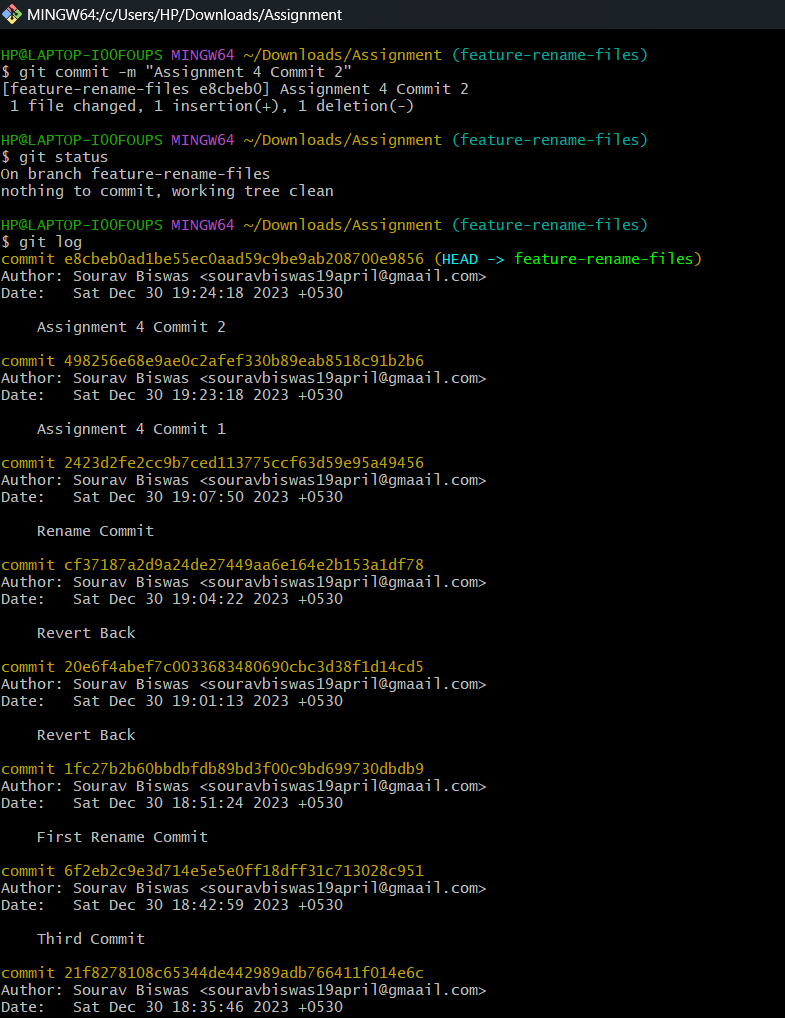 MINGW64:/c/Users/HP/Downloads/Assignment
HP@LAPTOP-IO0FOUPS MINGW64 ~/Downloads/Assignment (feature-rename-files)
$ git commit -m "Assignment 4 Commit 2"
[feature-rename-files e8cbeb0] Assignment 4 Commit 2
 1 file changed, 1 insertion(+), 1 deletion(-)
HP@LAPTOP-IO0FOUPS MINGW64 ~/Downloads/Assignment (feature-rename-files)
$ git status
On branch feature-rename-files
nothing to commit, working tree clean
HP@LAPTOP-IO0FOUPS MINGW64 ~/Downloads/Assignment (feature-rename-files)
$ git log
commit e8cbeb0ad1be55ec0aad59c9be9ab208700e9856 (HEAD -> feature-rename-files)
Author: Sourav Biswas <souravbiswas19april@gmaail.com>
Date:   Sat Dec 30 19:24:18 2023 +0530
    Assignment 4 Commit 2
commit 498256e68e9ae0c2afef330b89eab8518c91b2b6
Author: Sourav Biswas <souravbiswas19april@gmaail.com>
Date:   Sat Dec 30 19:23:18 2023 +0530
    Assignment 4 Commit 1
commit 2423d2fe2cc9b7ced113775ccf63d59e95a49456
Author: Sourav Biswas <souravbiswas19april@gmaail.com>
Date:   Sat Dec 30 19:07:50 2023 +0530
    Rename Commit
commit cf37187a2d9a24de27449aa6e164e2b153a1df78
Author: Sourav Biswas <souravbiswas19april@gmaail.com>
Date:   Sat Dec 30 19:04:22 2023 +0530
    Revert Back
commit 20e6f4abef7c0033683480690cbc3d38f1d14cd5
Author: Sourav Biswas <souravbiswas19april@gmaail.com>
Date:   Sat Dec 30 19:01:13 2023 +0530
    Revert Back
commit 1fc27b2b60bbdbfdb89bd3f00c9bd699730dbdb9
Author: Sourav Biswas <souravbiswas19april@gmaail.com>
Date:   Sat Dec 30 18:51:24 2023 +0530
    First Rename Commit
commit 6f2eb2c9e3d714e5e5e0ff18dff31c713028c951
Author: Sourav Biswas <souravbiswas19april@gmaail.com>
Date:   Sat Dec 30 18:42:59 2023 +0530
    Third Commit
commit 21f8278108c65344de442989adb766411f014e6c
Author: Sourav Biswas <souravbiswas19april@gmaail.com>
Date:   Sat Dec 30 18:35:46 2023 +0530